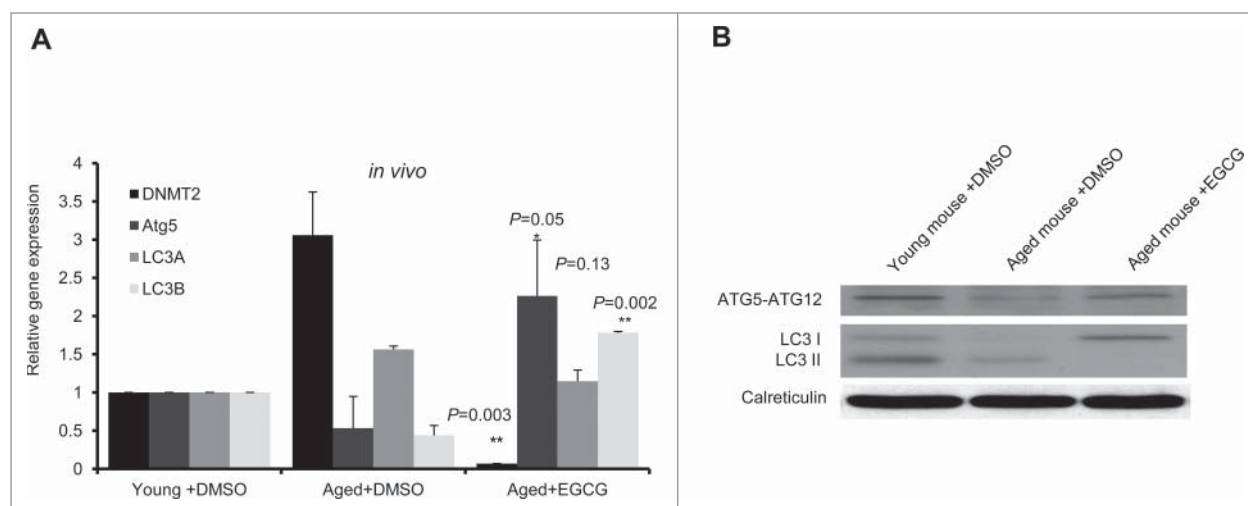 A
in vivo
Relative gene expression
4
3.5
3
2.5
2
1.5
1
0.5
0
DNMT2
Atg5
LC3A
LC3B
P=0.05
*
P=0.13
P=0.002
**
P=0.003
**
Young +DMSO
Aged+DMSO
Aged+EGCG
B
Young mouse +DMSO
Aged mouse +DMSO
Aged mouse +EGCG
ATG5-ATG12
LC3 I
LC3 II
Calreticulin